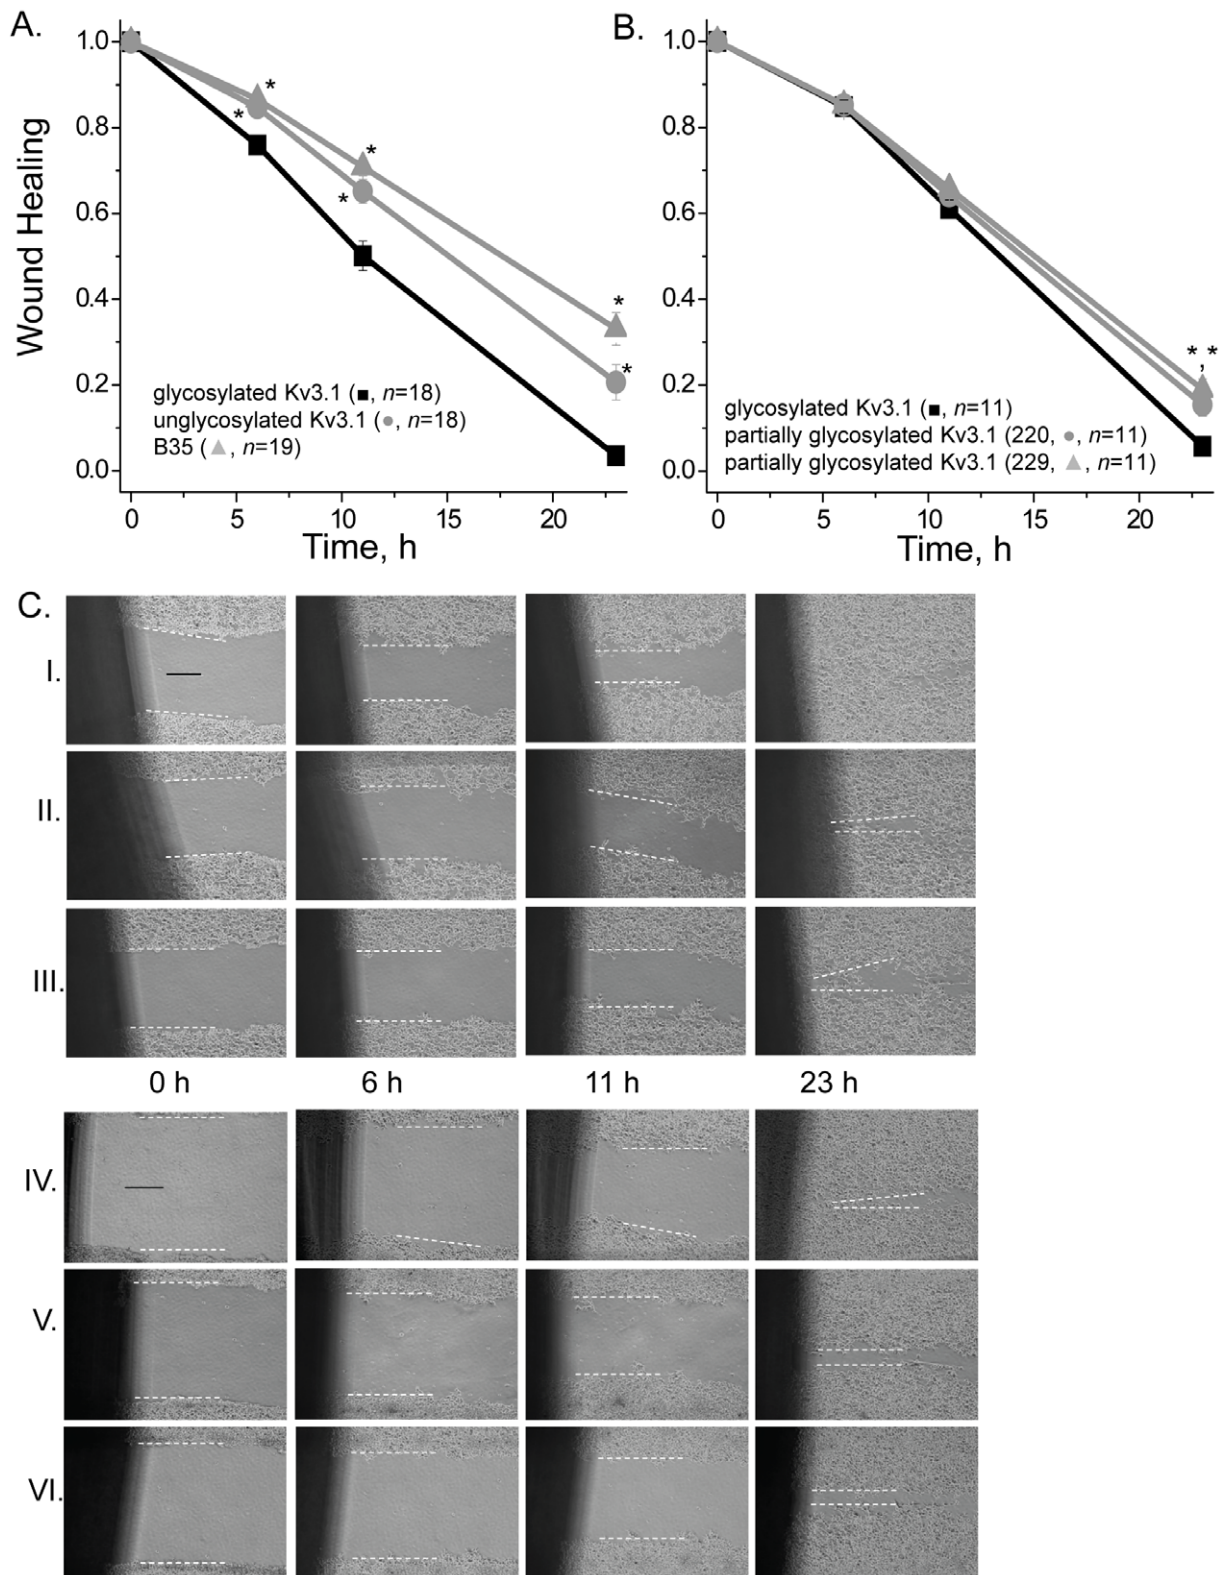 A.
1.0
0.8
0.6
0.4
0.2
0.0
Wound Healing
* * * * * *
glycosylated Kv3.1 (■, n=18)
unglycosylated Kv3.1 (●, n=18)
B35 (▲, n=19)
0 5 10 15 20
Time, h
B.
1.0
0.8
0.6
0.4
0.2
0.0
*,*
glycosylated Kv3.1 (■, n=11)
partially glycosylated Kv3.1 (220, ●, n=11)
partially glycosylated Kv3.1 (229, ▲, n=11)
0 5 10 15 20
Time, h
C.
I.
II.
III.
0 h 6 h 11 h 23 h
IV.
V.
VI.